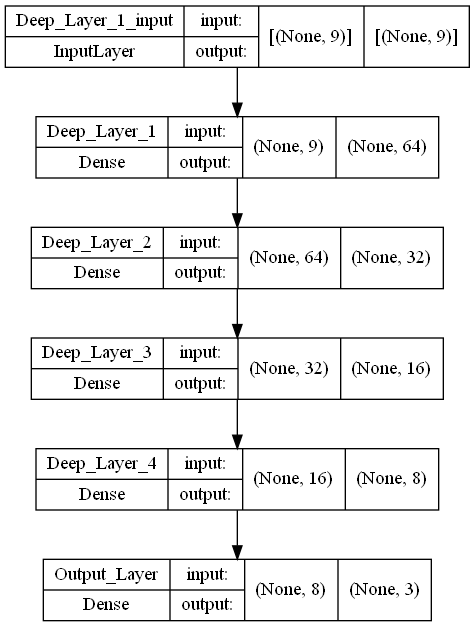 Deep_Layer_1_input input: [(None, 9)] [(None, 9)]
InputLayer output:
Deep_Layer_1 input: (None, 9) (None, 64)
Dense output:
Deep_Layer_2 input: (None, 64) (None, 32)
Dense output:
Deep_Layer_3 input: (None, 32) (None, 16)
Dense output:
Deep_Layer_4 input: (None, 16) (None, 8)
Dense output:
Output_Layer input: (None, 8) (None, 3)
Dense output: